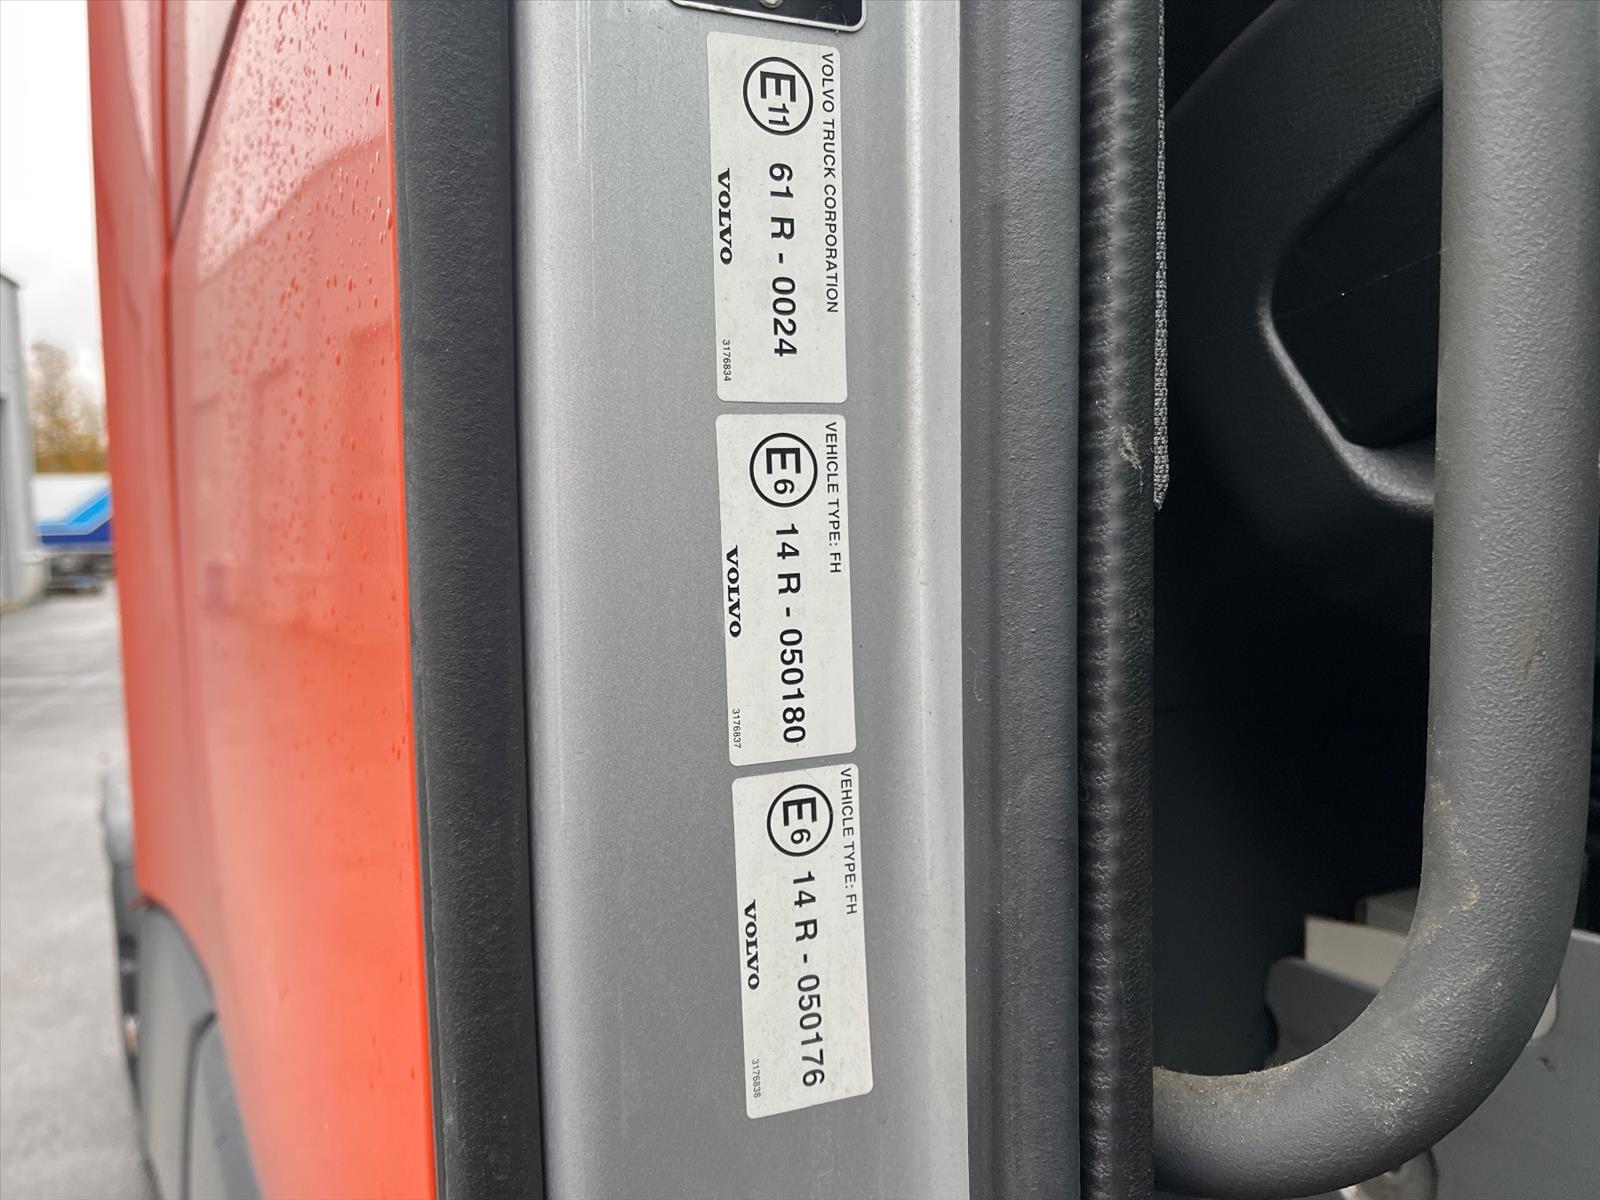 VOLVO TRUCK CORPORATION
E11 61 R - 0024
VOLVO 3176834
VEHICLE TYPE: FH
E6 14 R - 050180
VOLVO 3176837
VEHICLE TYPE: FH
E6 14 R - 050176
VOLVO 3176838